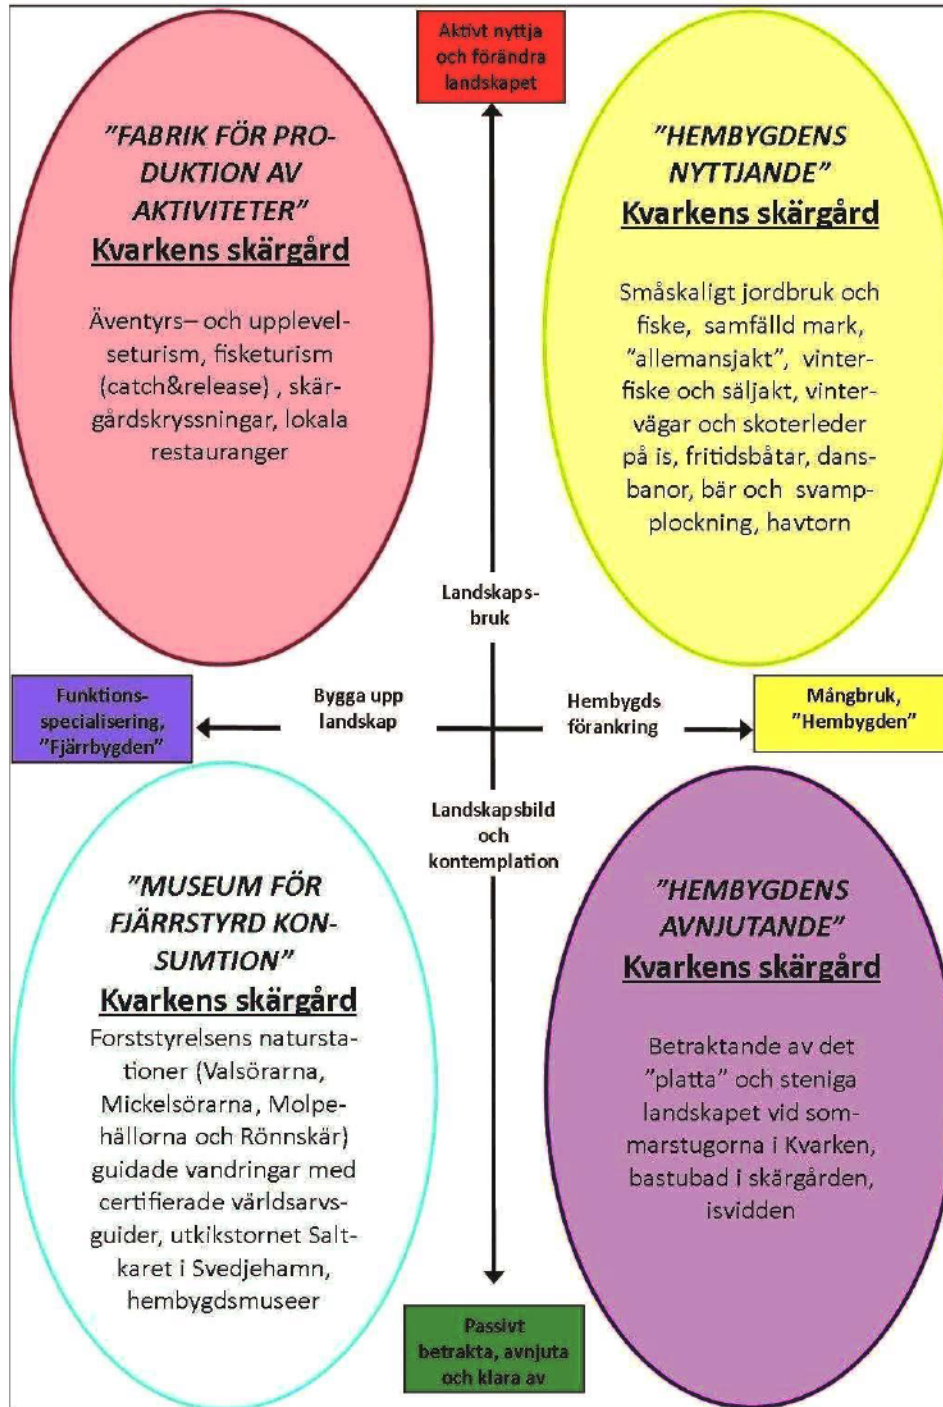 Aktivt nyttja
och förändra
landskapet
"FABRIK FÖR PRO-
DUKTION AV
AKTIVITETER"
Kvarkens skärgård
Äventyrs– och upplevel-
seturism, fisketurism
(catch&release) , skär-
gårdskryssningar, lokala
restauranger
"HEMBYGDENS
NYTTJANDE"
Kvarkens skärgård
Småskaligt jordbruk och
fiske, samfälld mark,
"allemansjakt", vinter-
fiske och säljakt, vinter-
vägar och skoterleder
på is, fritidsbåtar, dans-
banor, bär och svamp-
plockning, havtorn
Landskaps-
bruk
Funktions-
specialisering,
"Fjärrbygden"
Bygga upp
landskap
Hembygds
förankring
Mångbruk,
"Hembygden"
Landskapsbild
och
kontemplation
"MUSEUM FÖR
FJÄRRSTYRD KON-
SUMTION"
Kvarkens skärgård
Forststyrelsens natursta-
tioner (Valsörarna,
Mickelsörarna, Molpe-
hällorna och Rönnskär)
guidade vandringar med
certifierade världsarvs-
guider, utkikstornet Salt-
karet i Svedjehamn,
hembygdsmuseer
"HEMBYGDENS
AVNJUTANDE"
Kvarkens skärgård
Betraktande av det
"platta" och steniga
landskapet vid som-
marstugorna i Kvarken,
bastubad i skärgården,
isvidden
Passivt
betrakta, avnjuta
och klara av